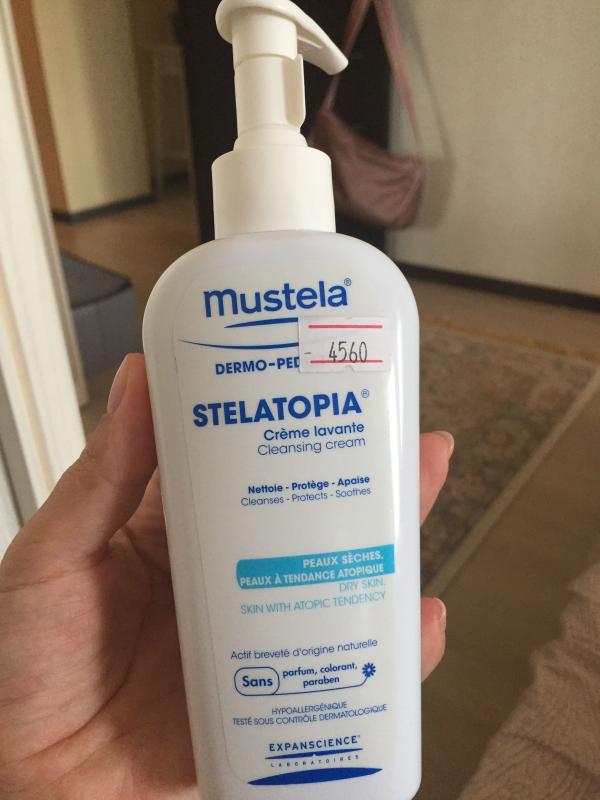 mustela®
DERMO-PED
- 4560
STELATOPIA®
Crème lavante
Cleansing cream
Nettoie - Protège - Apaise
Cleanses - Protects - Soothes
PEAUX SÈCHES,
PEAUX À TENDANCE ATOPIQUE
DRY SKIN,
SKIN WITH ATOPIC TENDENCY
Actif breveté d'origine naturelle
Sans parfum, colorant,
paraben
HYPOALLERGÉNIQUE
TESTÉ SOUS CONTRÔLE DERMATOLOGIQUE
EXPANSCIENCE®
LABORATOIRES